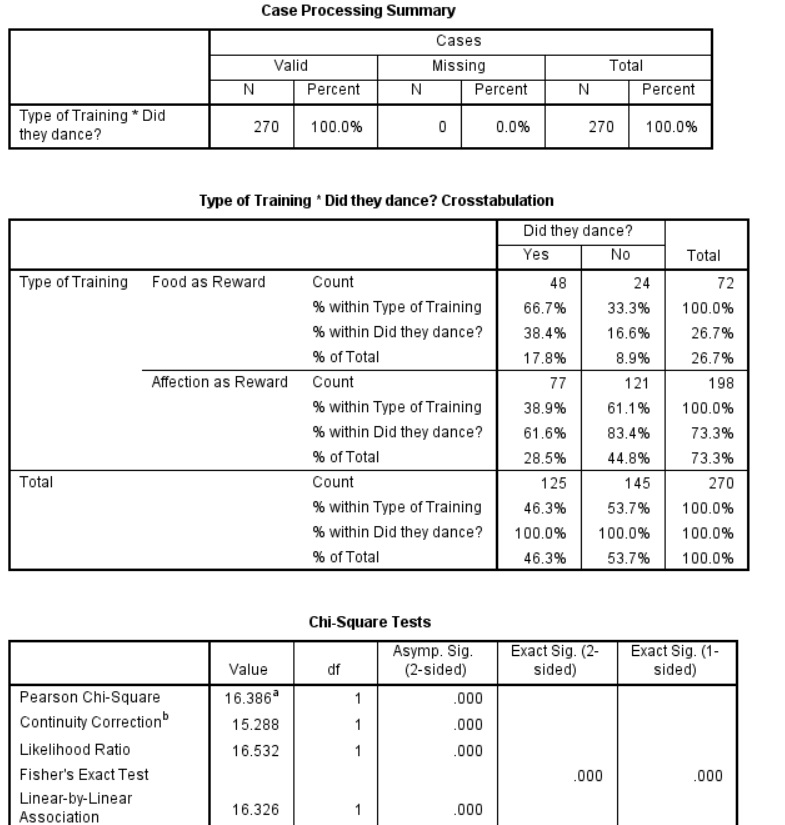 Case Processing Summary
Cases
Valid Missing Total
N Percent N Percent N Percent
Type of Training * Did
they dance?
270 100.0% 0 0.0% 270 100.0%
Type of Training * Did they dance? Crosstabulation
Did they dance?
Yes No Total
Type of Training Food as Reward Count 48 24 72
% within Type of Training 66.7% 33.3% 100.0%
% within Did they dance? 38.4% 16.6% 26.7%
% of Total 17.8% 8.9% 26.7%
Affection as Reward Count 77 121 198
% within Type of Training 38.9% 61.1% 100.0%
% within Did they dance? 61.6% 83.4% 73.3%
% of Total 28.5% 44.8% 73.3%
Total Count 125 145 270
% within Type of Training 46.3% 53.7% 100.0%
% within Did they dance? 100.0% 100.0% 100.0%
% of Total 46.3% 53.7% 100.0%
Chi-Square Tests
Value df Asymp. Sig.
(2-sided) Exact Sig. (2-
sided) Exact Sig. (1-
sided)
Pearson Chi-Square 16.386a 1 .000
Continuity Correctionb 15.288 1 .000
Likelihood Ratio 16.532 1 .000
Fisher's Exact Test .000 .000
Linear-by-Linear
Association 16.326 1 .000